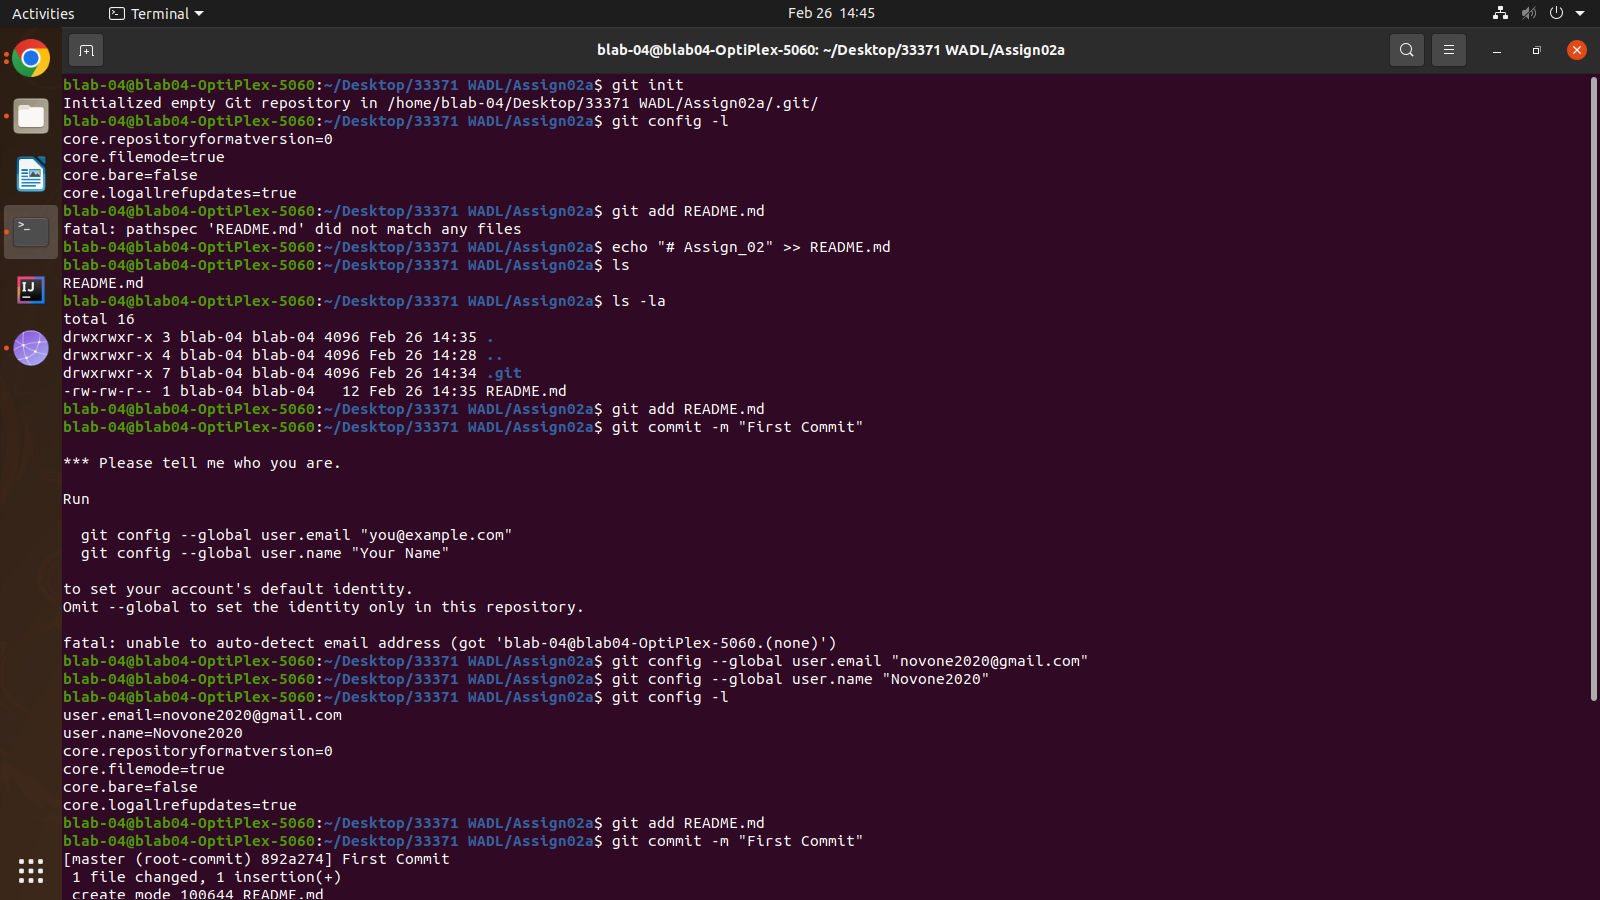 Activities
Terminal
Feb 26 14:45
blab-04@blab04-OptiPlex-5060: ~/Desktop/33371 WADL/Assign02a
blab-04@blab04-OptiPlex-5060:~/Desktop/33371 WADL/Assign02a$ git init
Initialized empty Git repository in /home/blab-04/Desktop/33371 WADL/Assign02a/.git/
blab-04@blab04-OptiPlex-5060:~/Desktop/33371 WADL/Assign02a$ git config -l
core.repositoryformatversion=0
core.filemode=true
core.bare=false
core.logallrefupdates=true
blab-04@blab04-OptiPlex-5060:~/Desktop/33371 WADL/Assign02a$ git add README.md
fatal: pathspec 'README.md' did not match any files
blab-04@blab04-OptiPlex-5060:~/Desktop/33371 WADL/Assign02a$ echo "# Assign_02" >> README.md
blab-04@blab04-OptiPlex-5060:~/Desktop/33371 WADL/Assign02a$ ls
README.md
blab-04@blab04-OptiPlex-5060:~/Desktop/33371 WADL/Assign02a$ ls -la
total 16
drwxrwxr-x 3 blab-04 blab-04 4096 Feb 26 14:35 .
drwxrwxr-x 4 blab-04 blab-04 4096 Feb 26 14:28 ..
drwxrwxr-x 7 blab-04 blab-04 4096 Feb 26 14:34 .git
-rw-rw-r-- 1 blab-04 blab-04   12 Feb 26 14:35 README.md
blab-04@blab04-OptiPlex-5060:~/Desktop/33371 WADL/Assign02a$ git add README.md
blab-04@blab04-OptiPlex-5060:~/Desktop/33371 WADL/Assign02a$ git commit -m "First Commit"
*** Please tell me who you are.
Run
  git config --global user.email "you@example.com"
  git config --global user.name "Your Name"
to set your account's default identity.
Omit --global to set the identity only in this repository.
fatal: unable to auto-detect email address (got 'blab-04@blab04-OptiPlex-5060.(none)')
blab-04@blab04-OptiPlex-5060:~/Desktop/33371 WADL/Assign02a$ git config --global user.email "novone2020@gmail.com"
blab-04@blab04-OptiPlex-5060:~/Desktop/33371 WADL/Assign02a$ git config --global user.name "Novone2020"
blab-04@blab04-OptiPlex-5060:~/Desktop/33371 WADL/Assign02a$ git config -l
user.email=novone2020@gmail.com
user.name=Novone2020
core.repositoryformatversion=0
core.filemode=true
core.bare=false
core.logallrefupdates=true
blab-04@blab04-OptiPlex-5060:~/Desktop/33371 WADL/Assign02a$ git add README.md
blab-04@blab04-OptiPlex-5060:~/Desktop/33371 WADL/Assign02a$ git commit -m "First Commit"
[master (root-commit) 892a274] First Commit
 1 file changed, 1 insertion(+)
 create mode 100644 README.md
IJ